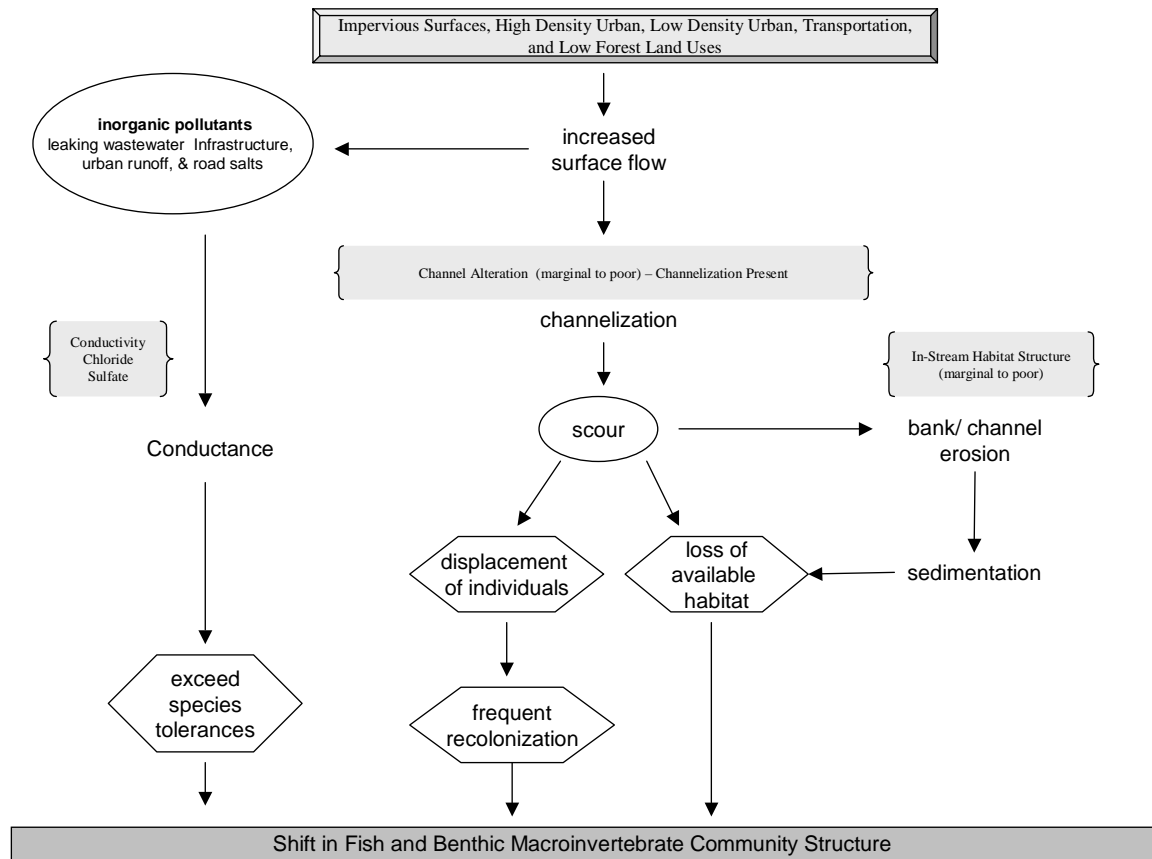 Impervious Surfaces, High Density Urban, Low Density Urban, Transportation,
and Low Forest Land Uses
inorganic pollutants
leaking wastewater Infrastructure,
urban runoff, & road salts
increased
surface flow
Channel Alteration (marginal to poor) – Channelization Present
channelization
Conductivity
Chloride
Sulfate
In-Stream Habitat Structure
(marginal to poor)
Conductance
scour
bank/ channel
erosion
displacement
of individuals
loss of
available
habitat
sedimentation
exceed
species
tolerances
frequent
recolonization
Shift in Fish and Benthic Macroinvertebrate Community Structure